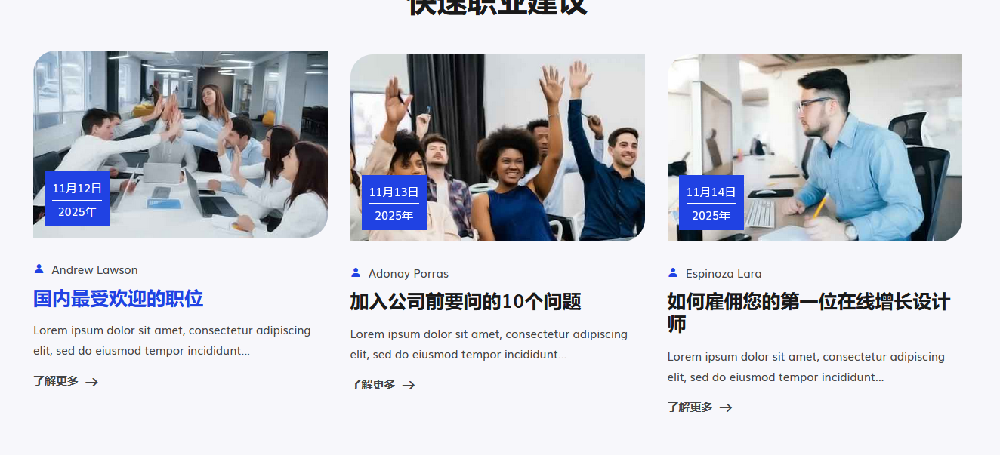 快速职业建议
11月12日
2025年
Andrew Lawson
国内最受欢迎的职位
Lorem ipsum dolor sit amet, consectetur adipiscing
elit, sed do eiusmod tempor incididunt...
了解更多
11月13日
2025年
Adonay Porras
加入公司前要问的10个问题
Lorem ipsum dolor sit amet, consectetur adipiscing
elit, sed do eiusmod tempor incididunt...
了解更多
11月14日
2025年
Espinoza Lara
如何雇佣您的第一位在线增长设计
师
Lorem ipsum dolor sit amet, consectetur adipiscing
elit, sed do eiusmod tempor incididunt...
了解更多